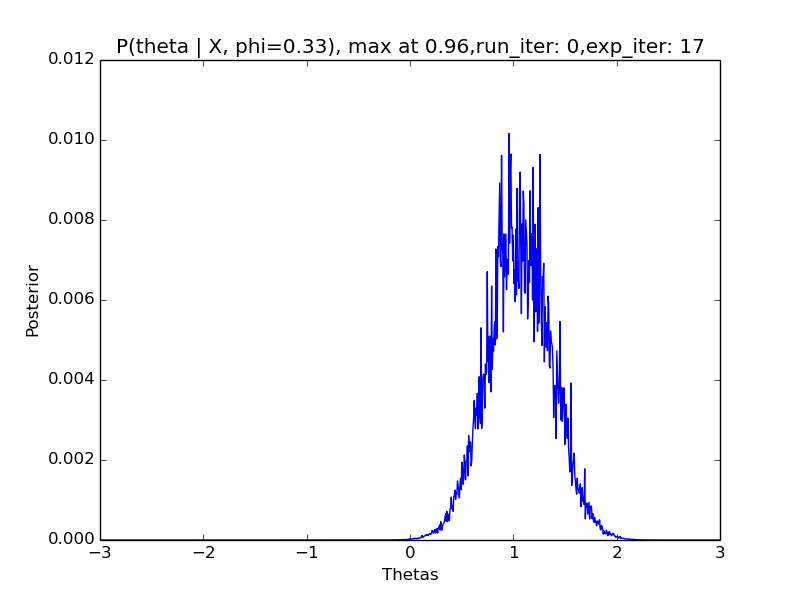 P(theta | X, phi=0.33), max at 0.96,run_iter: 0,exp_iter: 17
0.012
0.010
0.008
0.006
0.004
0.002
0.000
Posterior
−3 −2 −1 0 1 2 3
Thetas